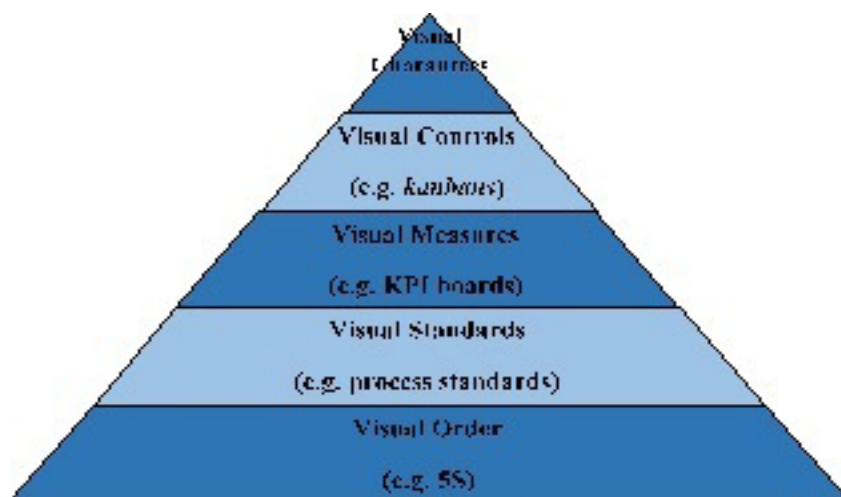 Visual
Visual Controls
(e.g. kanbans)
Visual Measures
(e.g. KPI boards)
Visual Standards
(e.g. process standards)
Visual Order
(e.g. 5S)